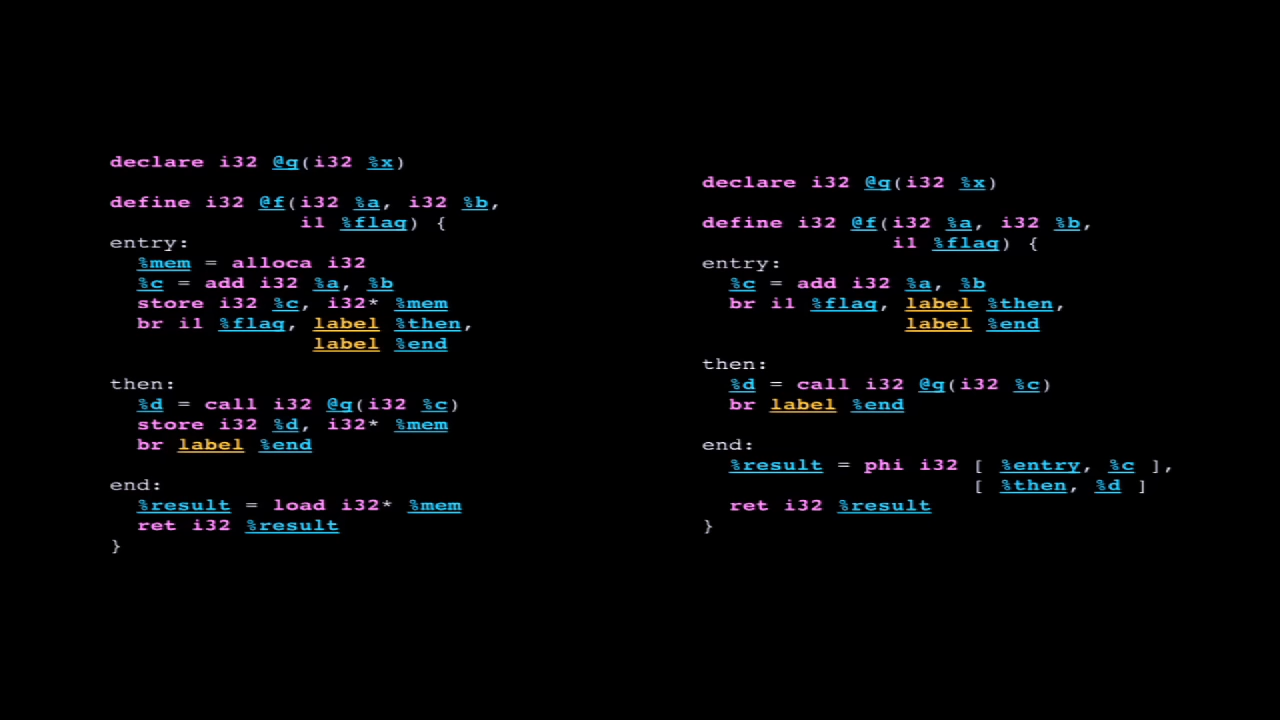 declare i32 @g(i32 %x)
define i32 @f(i32 %a, i32 %b,
i1 %flag) {
entry:
%mem = alloca i32
%c = add i32 %a, %b
store i32 %c, i32* %mem
br i1 %flag, label %then,
label %end
then:
%d = call i32 @g(i32 %c)
store i32 %d, i32* %mem
br label %end
end:
%result = load i32* %mem
ret i32 %result
}
declare i32 @g(i32 %x)
define i32 @f(i32 %a, i32 %b,
i1 %flag) {
entry:
%c = add i32 %a, %b
br i1 %flag, label %then,
label %end
then:
%d = call i32 @g(i32 %c)
br label %end
end:
%result = phi i32 [ %entry, %c ],
[ %then, %d ]
ret i32 %result
}